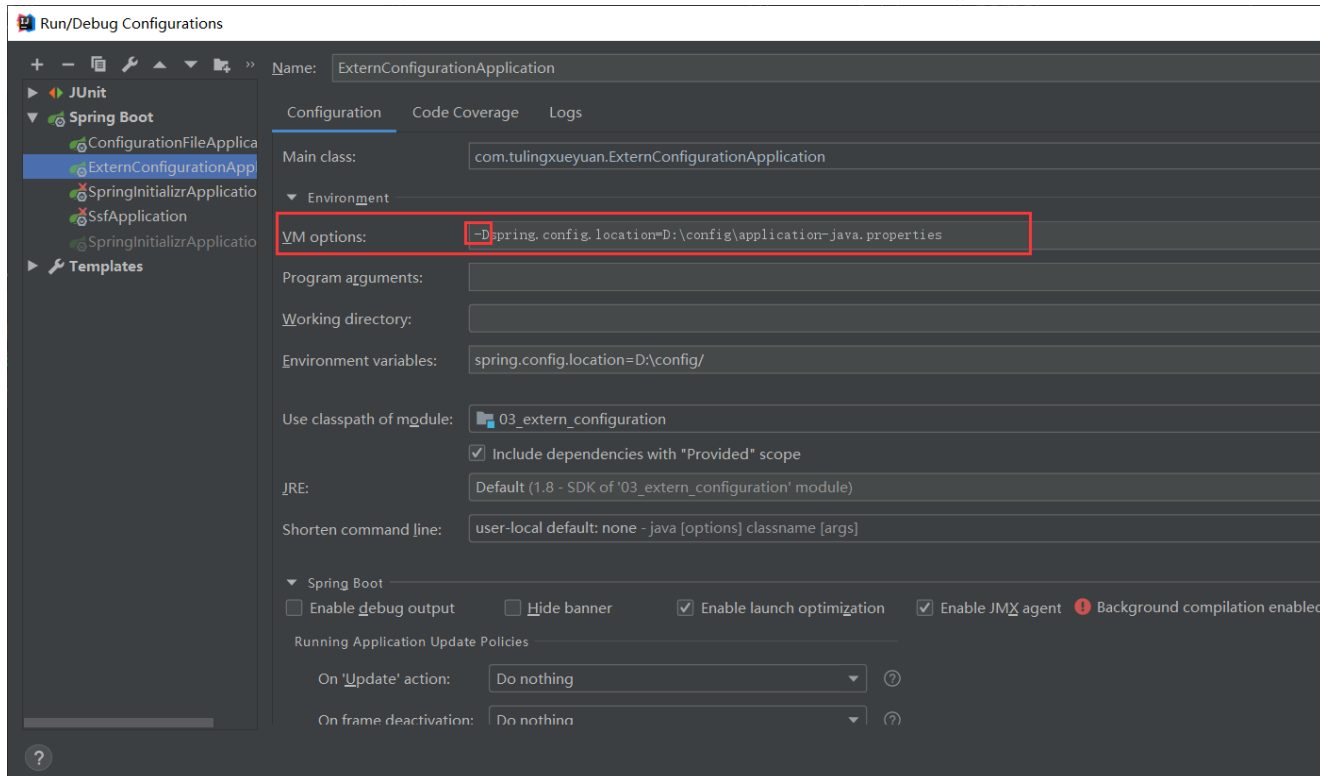 Run/Debug Configurations
Name: ExternConfigurationApplication
JUnit
Spring Boot
ConfigurationFileApplica
ExternConfigurationApp
SpringInitializrApplicatio
SsfApplication
SpringInitializrApplicatio
Templates
Configuration Code Coverage Logs
Main class: com.tulingxueyuan.ExternConfigurationApplication
Environment
VM options: -Dspring.config.location=D:\config\application-java.properties
Program arguments:
Working directory:
Environment variables: spring.config.location=D:\config/
Use classpath of module: 03_extern_configuration
Include dependencies with "Provided" scope
JRE: Default (1.8 - SDK of '03_extern_configuration' module)
Shorten command line: user-local default: none - java [options] classname [args]
Spring Boot
Enable debug output Hide banner Enable launch optimization Enable JMX agent Background compilation enabled
Running Application Update Policies
On 'Update' action: Do nothing
On frame deactivation: Do nothing